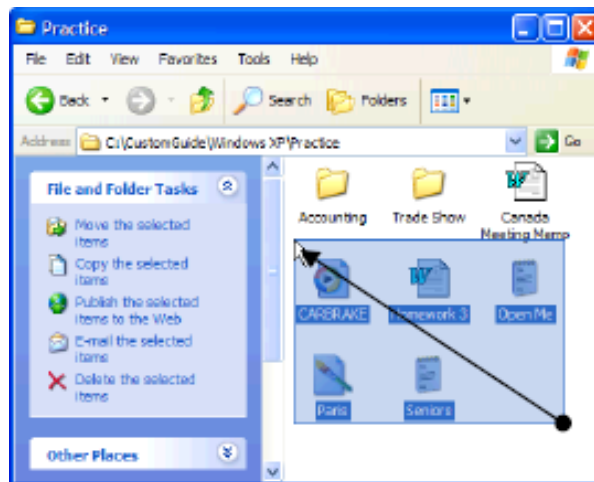 Practice
File Edit View Favorites Tools Help
Back Search Folders
Address C:\CustomGuide\Windows XP\Practice Go
File and Folder Tasks
Move the selected
items
Copy the selected
items
Publish the selected
items to the Web
E-mail the selected
items
Delete the selected
items
Other Places
Accounting Trade Show Canada
Meeting Memo
CARBRAKE Homework 3 Open Me
Paris Seniors